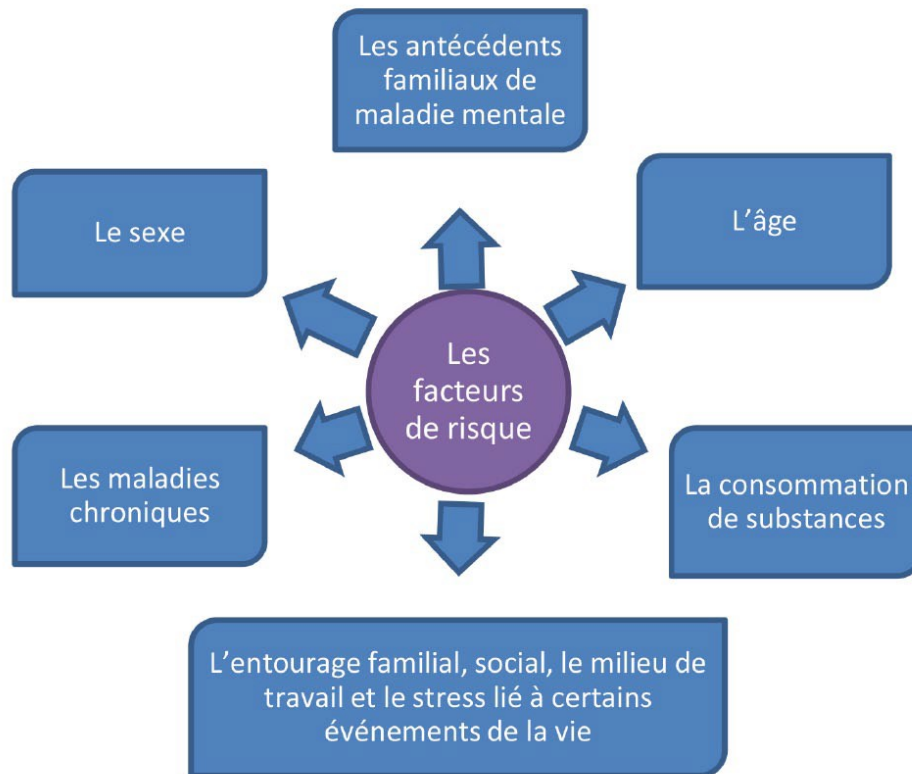 Les antécédents
familiaux de
maladie mentale
Le sexe
L'âge
Les
facteurs
de risque
Les maladies
chroniques
La consommation
de substances
L'entourage familial, social, le milieu de
travail et le stress lié à certains
événements de la vie